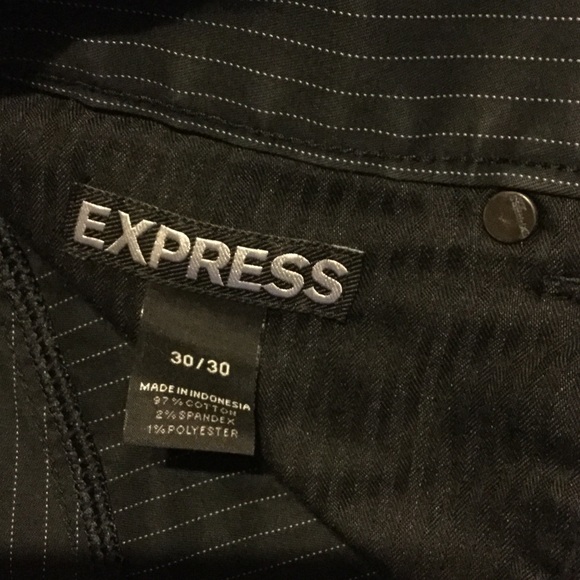 EXPRESS
30/30
MADE IN INDONESIA
97% COTTON
2% SPANDEX
1% POLYESTER